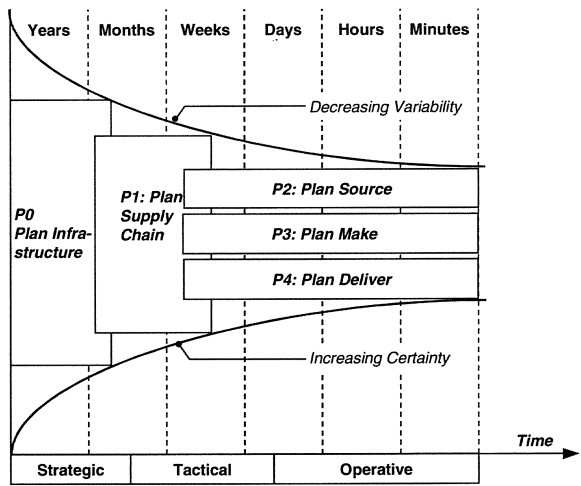 Years Months Weeks Days Hours Minutes
Decreasing Variability
P2: Plan Source
P1: Plan
Supply
Chain
P0
Plan Infra-
structure
P3: Plan Make
P4: Plan Deliver
Increasing Certainty
Time
Strategic Tactical Operative